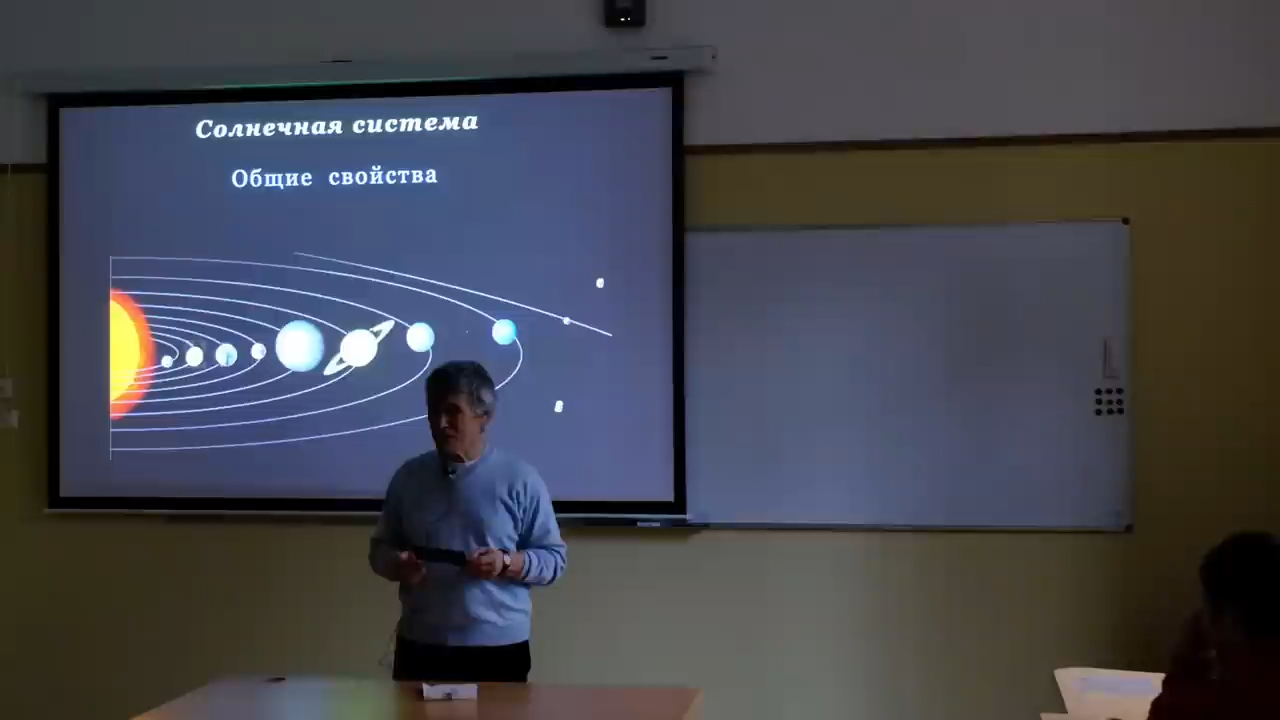 Солнечная система
Общие свойства